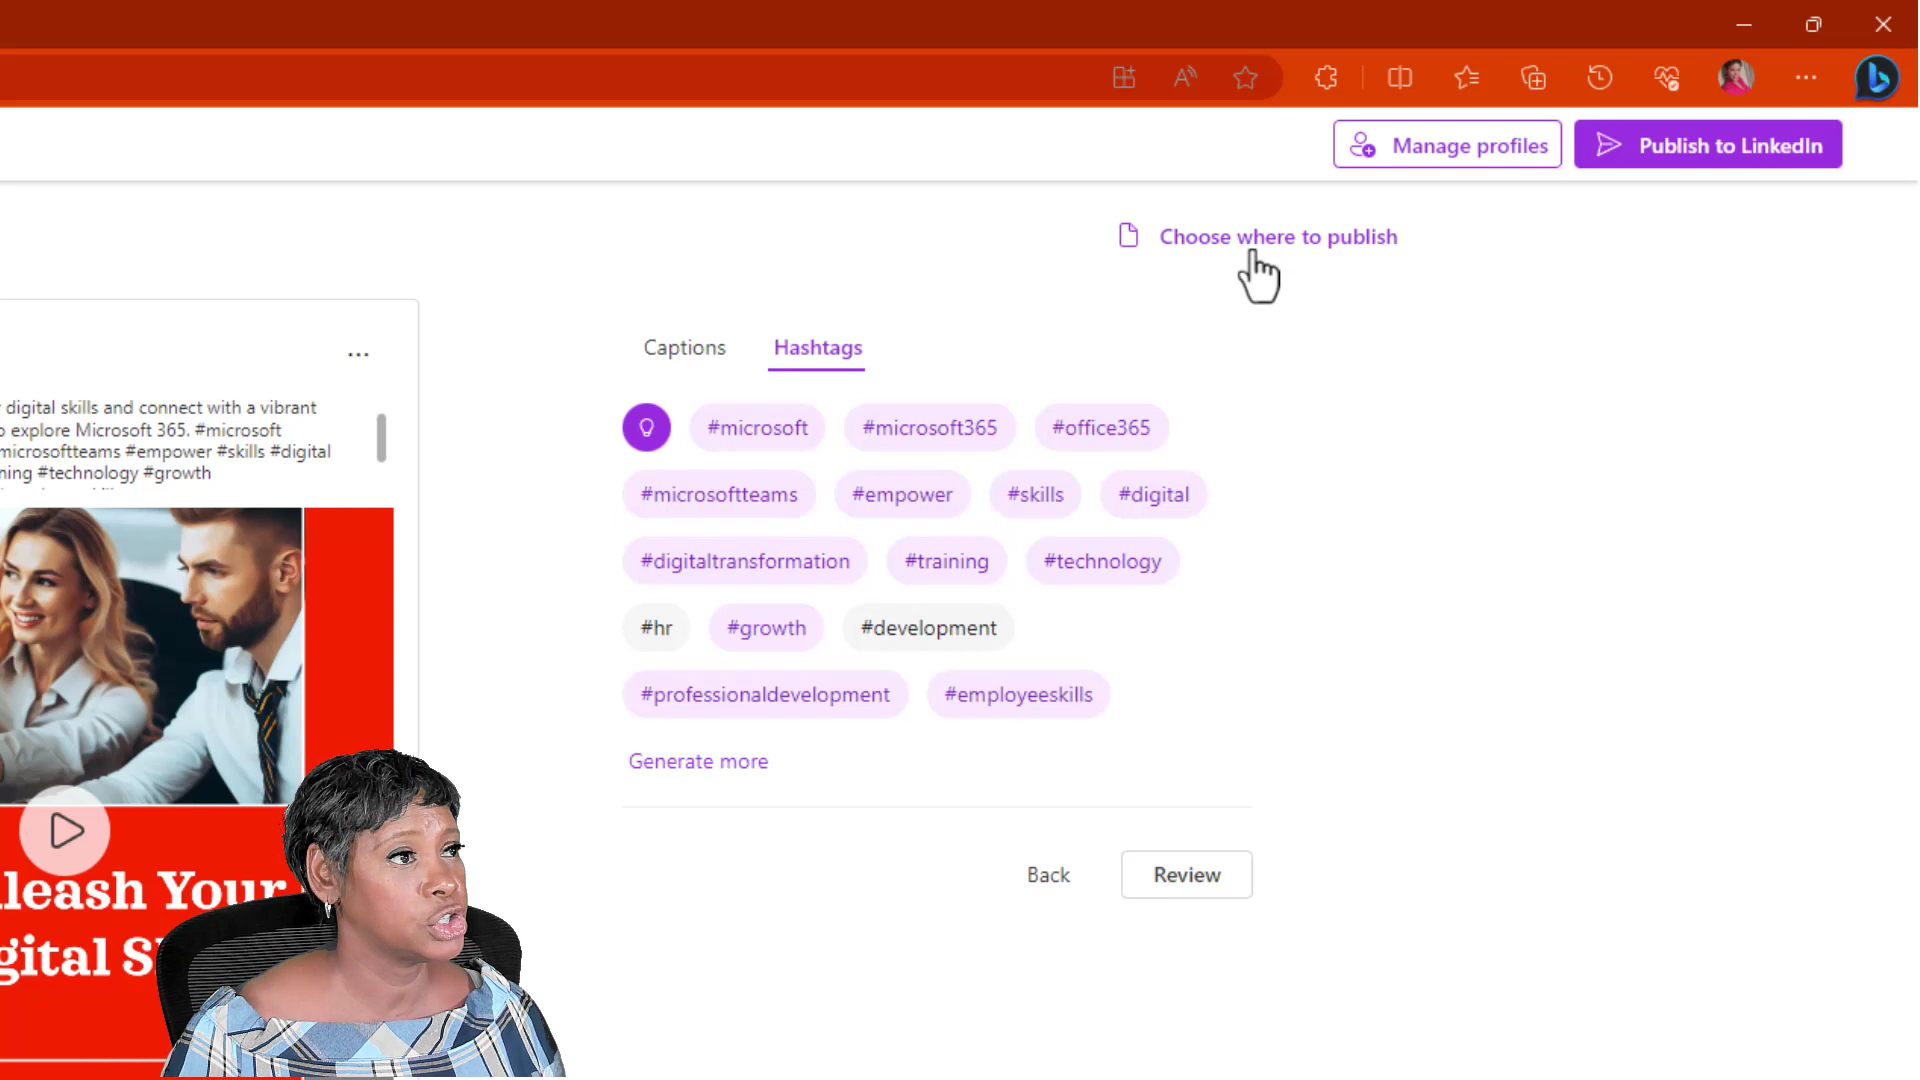 Manage profiles
Publish to LinkedIn
Choose where to publish
Captions
Hashtags
digital skills and connect with a vibrant
o explore Microsoft 365. #microsoft
microsoftteams #empower #skills #digital
ning #technology #growth
#microsoft
#microsoft365
#office365
#microsoftteams
#empower
#skills
#digital
#digitaltransformation
#training
#technology
#hr
#growth
#development
#professionaldevelopment
#employeeskills
Generate more
Back
Review
leash Your
gital S